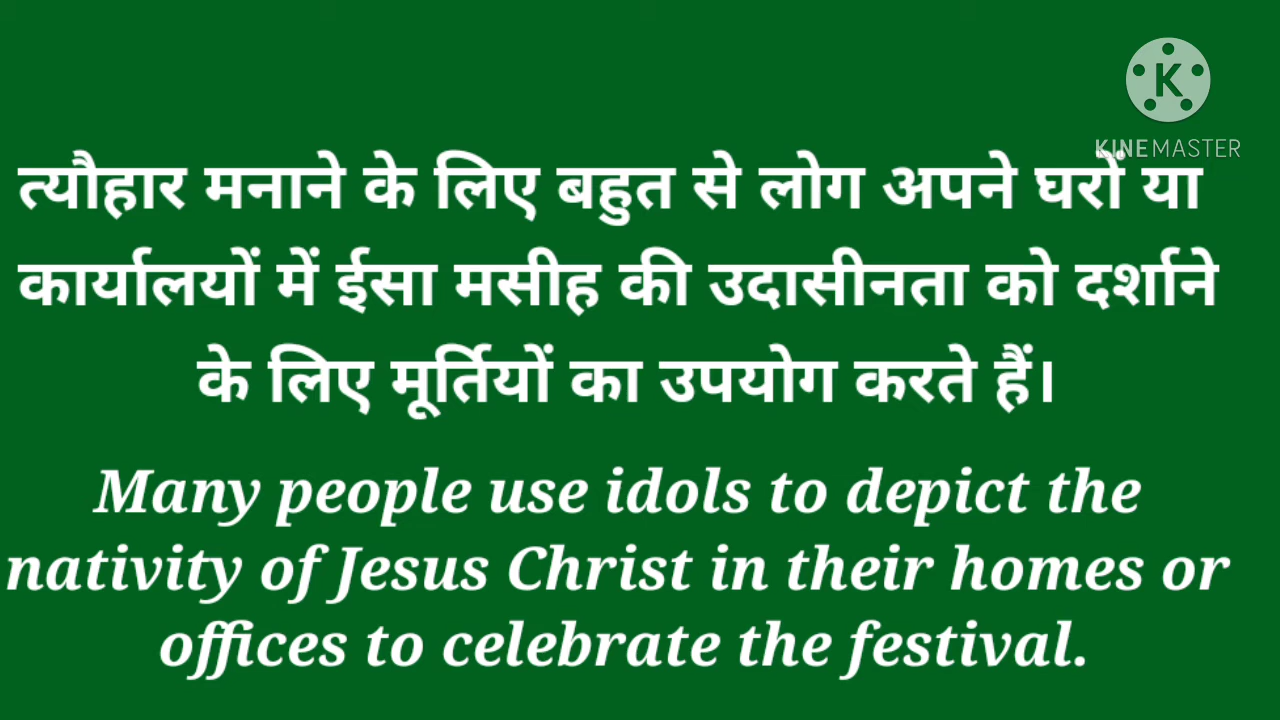 KINEMASTER
त्यौहार मनाने के लिए बहुत से लोग अपने घरों या
कार्यालयों में ईसा मसीह की उदासीनता को दर्शाने
के लिए मूर्तियों का उपयोग करते हैं।
Many people use idols to depict the
nativity of Jesus Christ in their homes or
offices to celebrate the festival.